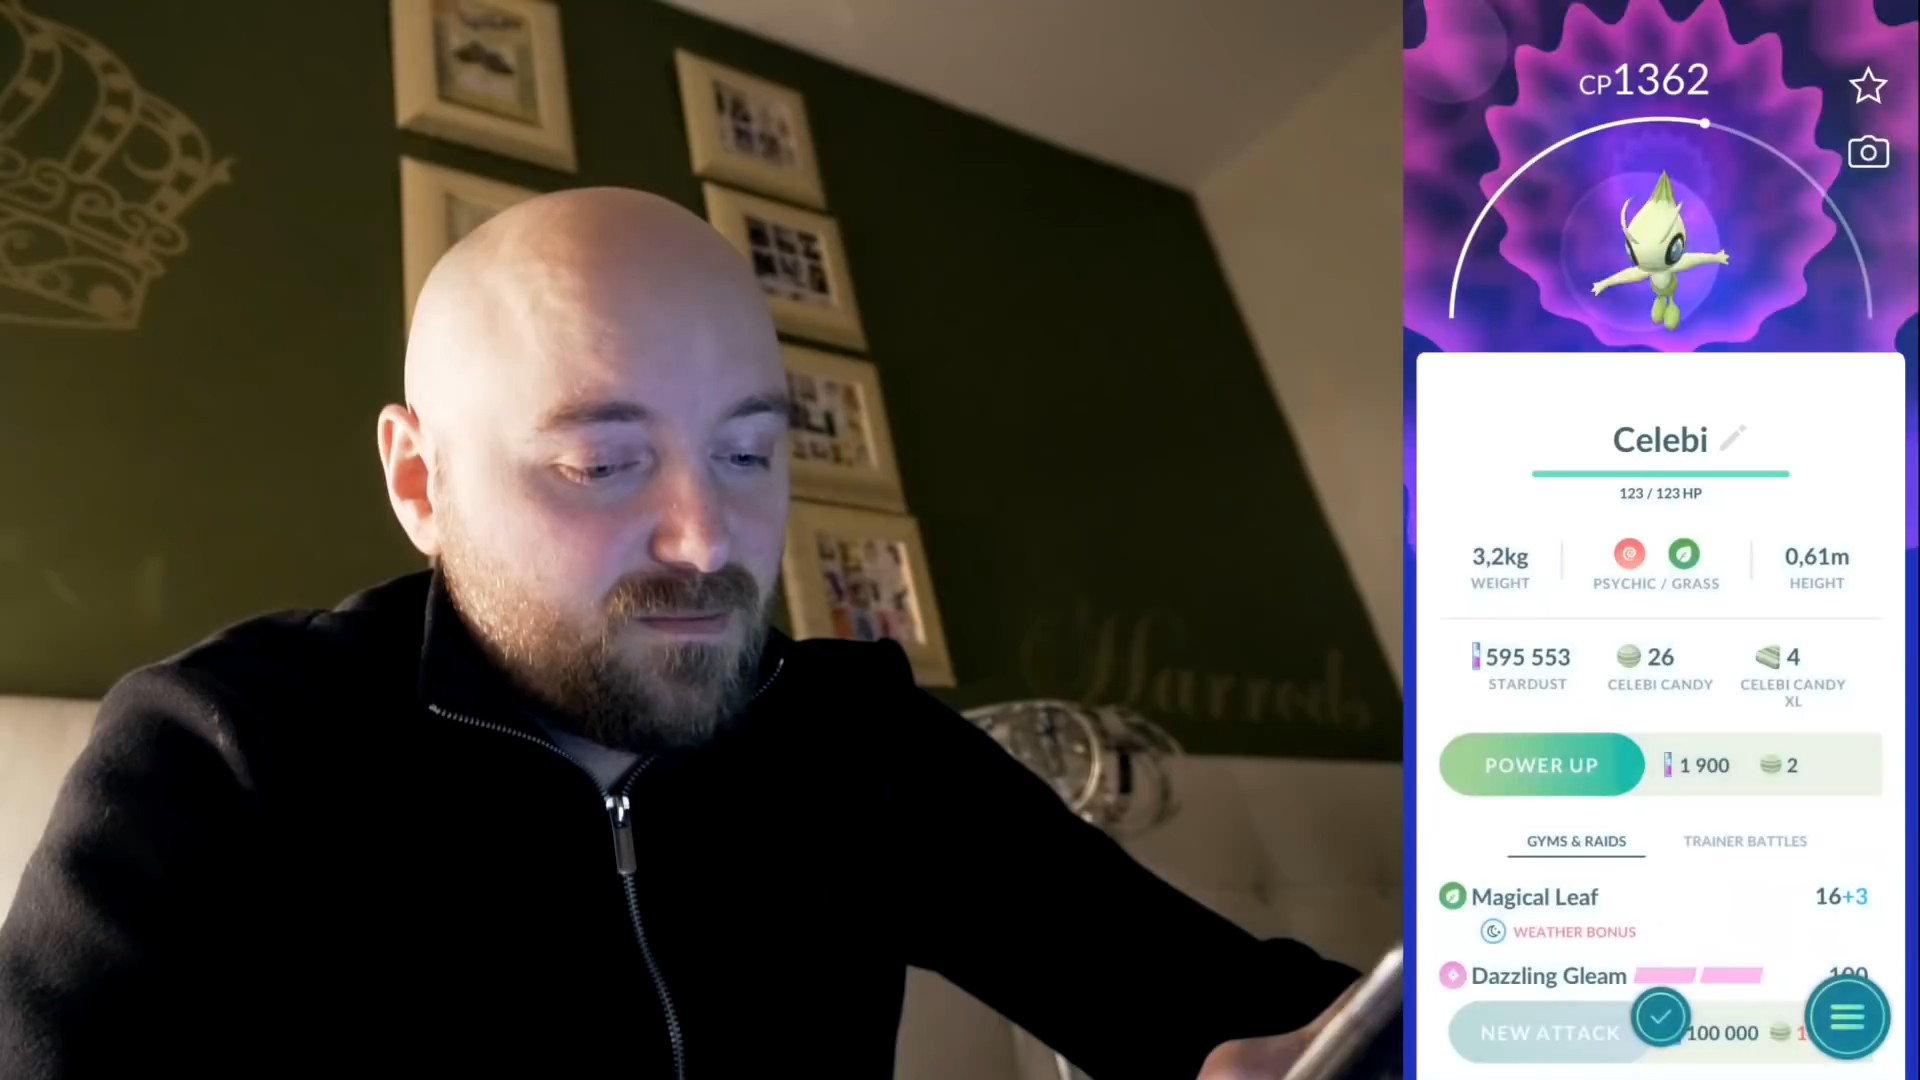 Harrods
CP1362
Celebi
123 / 123 HP
3,2kg
WEIGHT
PSYCHIC / GRASS
0,61m
HEIGHT
595 553
STARDUST
26
CELEBI CANDY
4
CELEBI CANDY
XL
POWER UP
1 900
2
GYMS & RAIDS
TRAINER BATTLES
Magical Leaf
16+3
WEATHER BONUS
Dazzling Gleam
100
NEW ATTACK
100 000